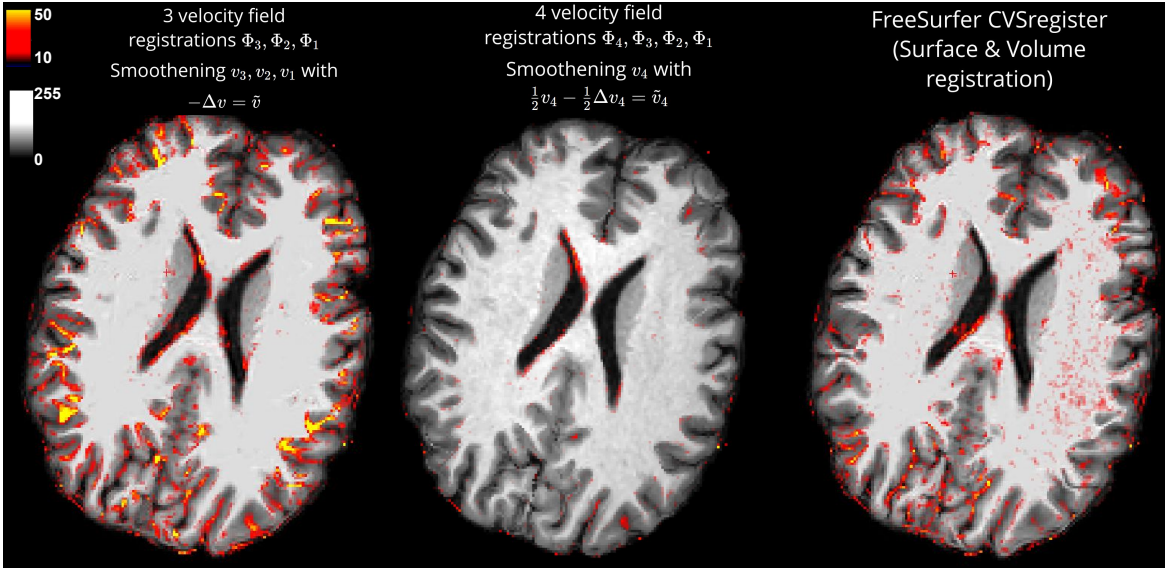 50
10
255
0
3 velocity field
registrations Φ₃, Φ₂, Φ₁
Smoothening v₃, v₂, v₁ with
−Δv = ṽ
4 velocity field
registrations Φ₄, Φ₃, Φ₂, Φ₁
Smoothening v₄ with
½v₄ − ½Δv₄ = ṽ₄
FreeSurfer CVSregister
(Surface & Volume
registration)